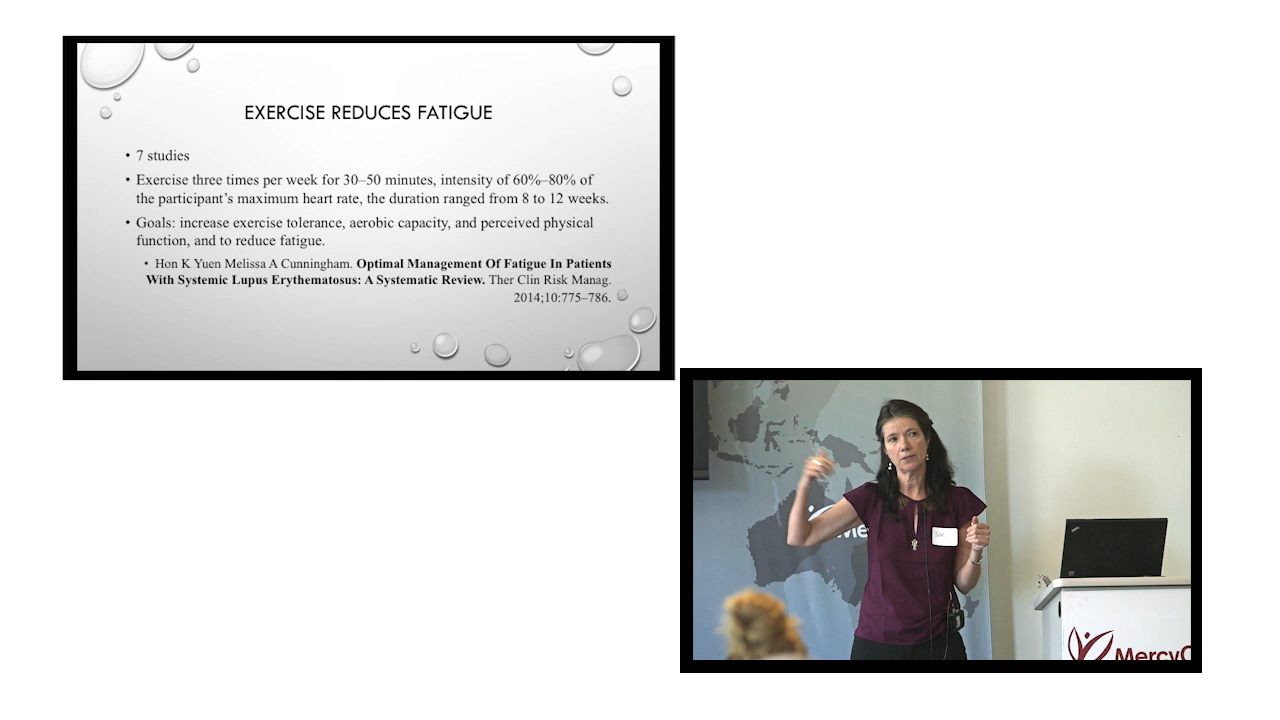 EXERCISE REDUCES FATIGUE
• 7 studies
• Exercise three times per week for 30–50 minutes, intensity of 60%–80% of
the participant’s maximum heart rate, the duration ranged from 8 to 12 weeks.
• Goals: increase exercise tolerance, aerobic capacity, and perceived physical
function, and to reduce fatigue.
• Hon K Yuen Melissa A Cunningham. Optimal Management Of Fatigue In Patients
With Systemic Lupus Erythematosus: A Systematic Review. Ther Clin Risk Manag.
2014;10:775–786.
Me
MercyC